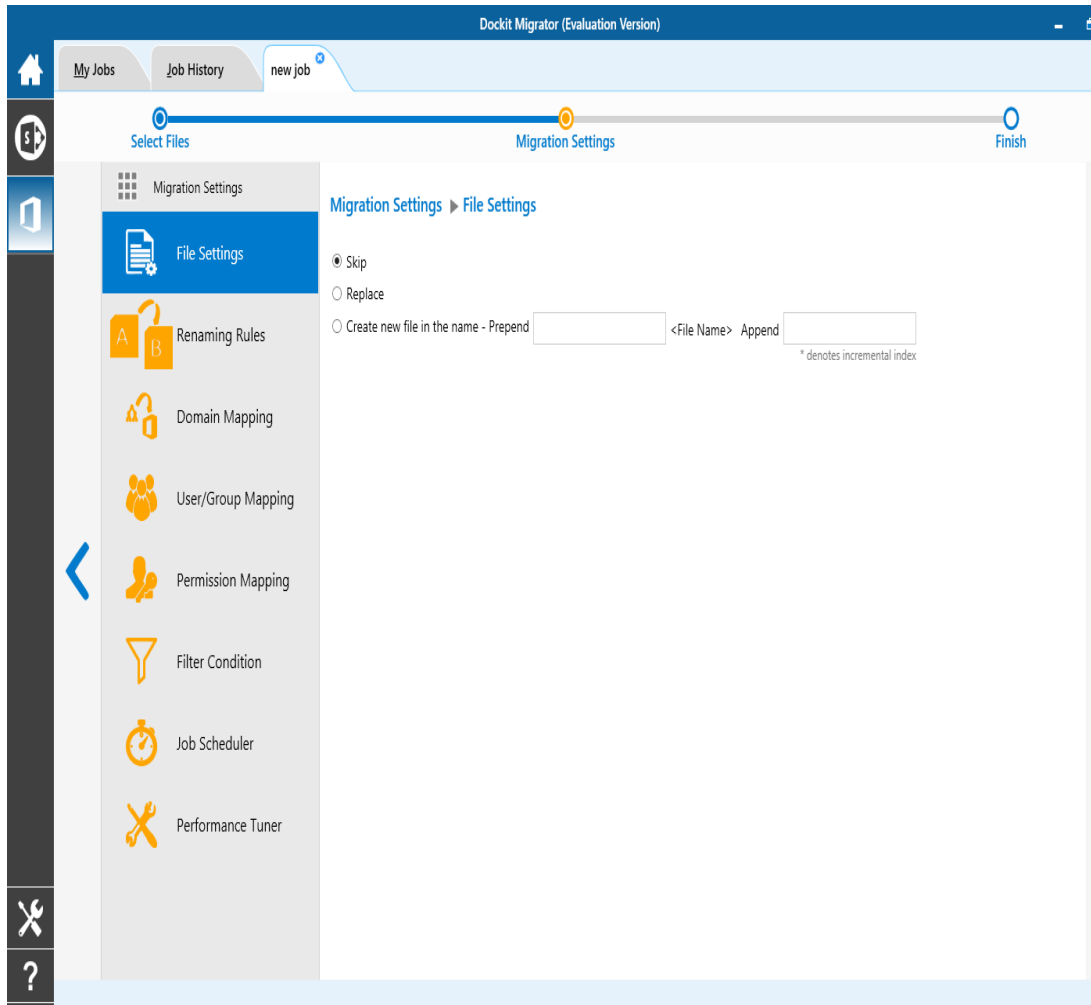 Dockit Migrator (Evaluation Version)
My Jobs Job History new job
Select Files Migration Settings Finish
Migration Settings
File Settings
A B Renaming Rules
Domain Mapping
User/Group Mapping
Permission Mapping
Filter Condition
Job Scheduler
Performance Tuner
Migration Settings ▶ File Settings
Skip
Replace
Create new file in the name - Prepend <File Name> Append
* denotes incremental index
S
?